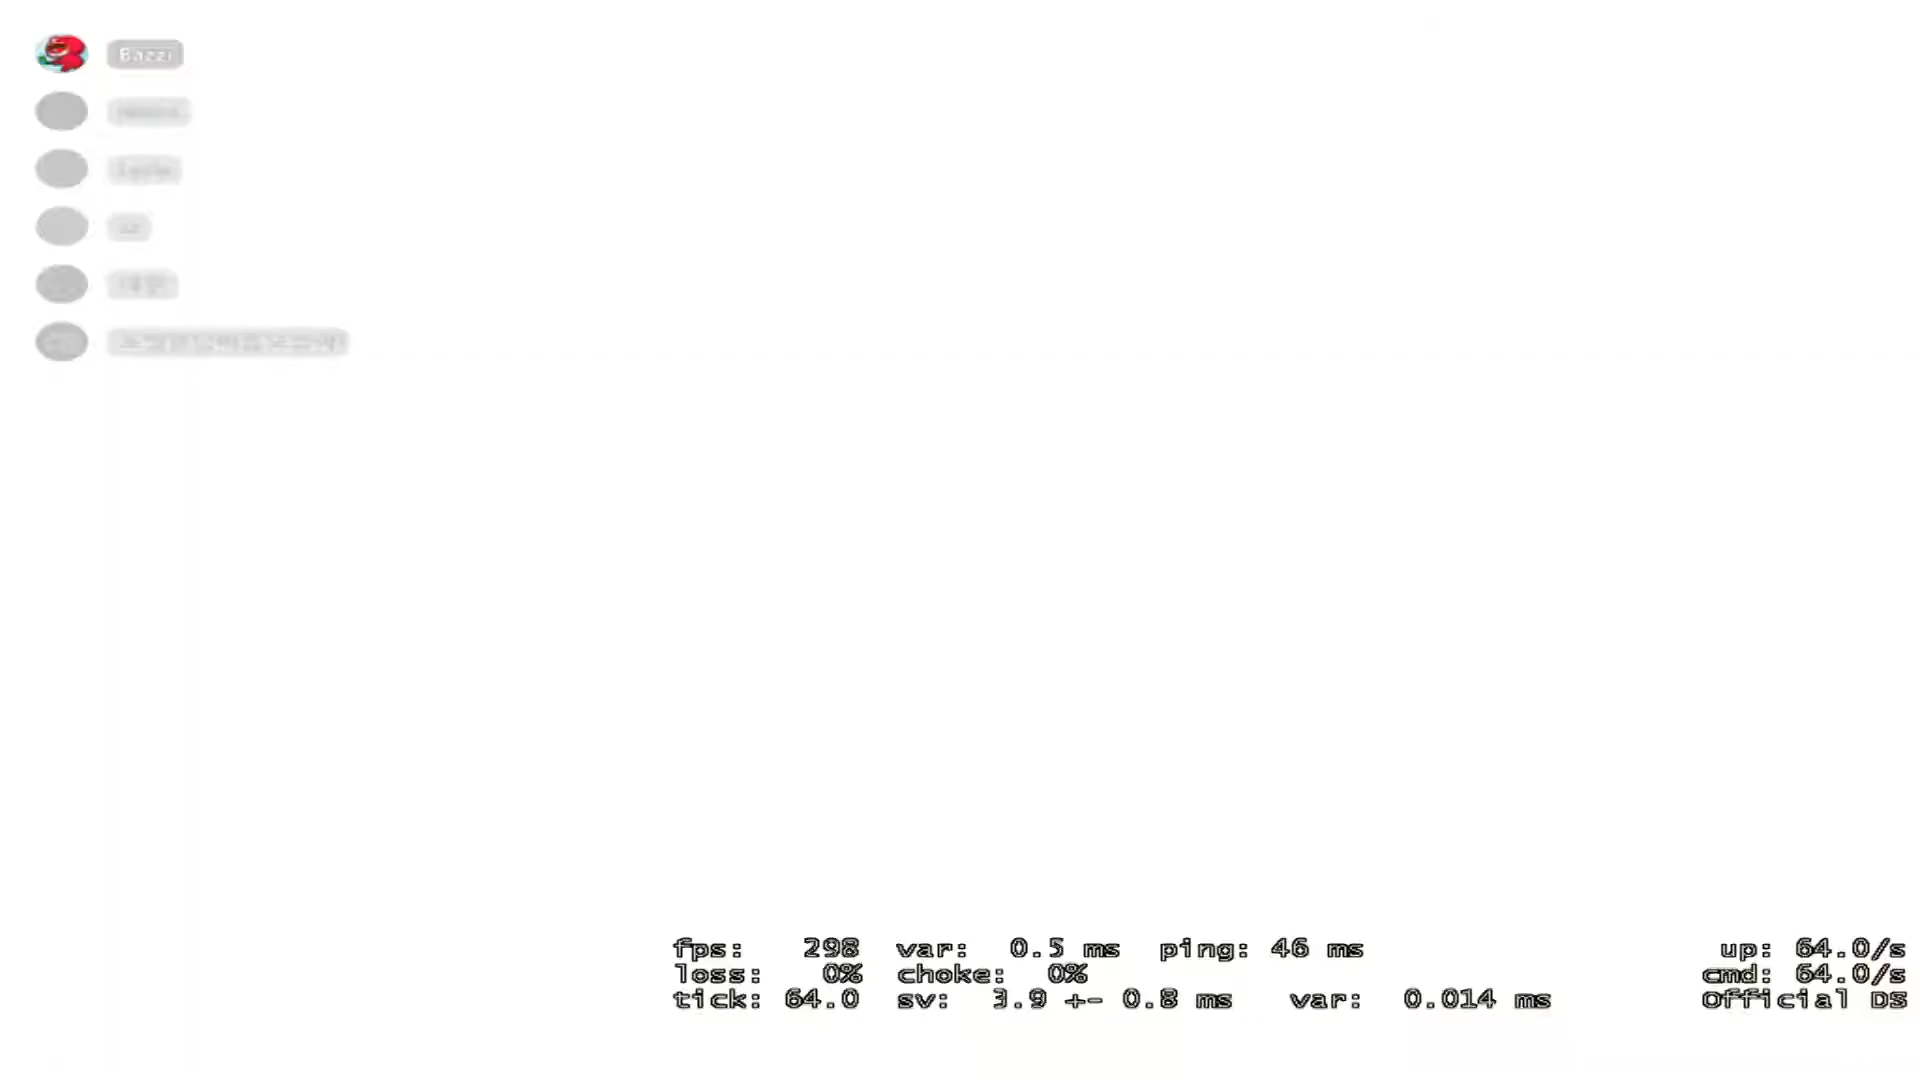 Bazzi
fps: 298 var: 0.5 ms ping: 46 ms up: 64.0/s
loss: 0% choke: 0% cmd: 64.0/s
tick: 64.0 sv: 3.9 +- 0.8 ms var: 0.014 ms Official DS